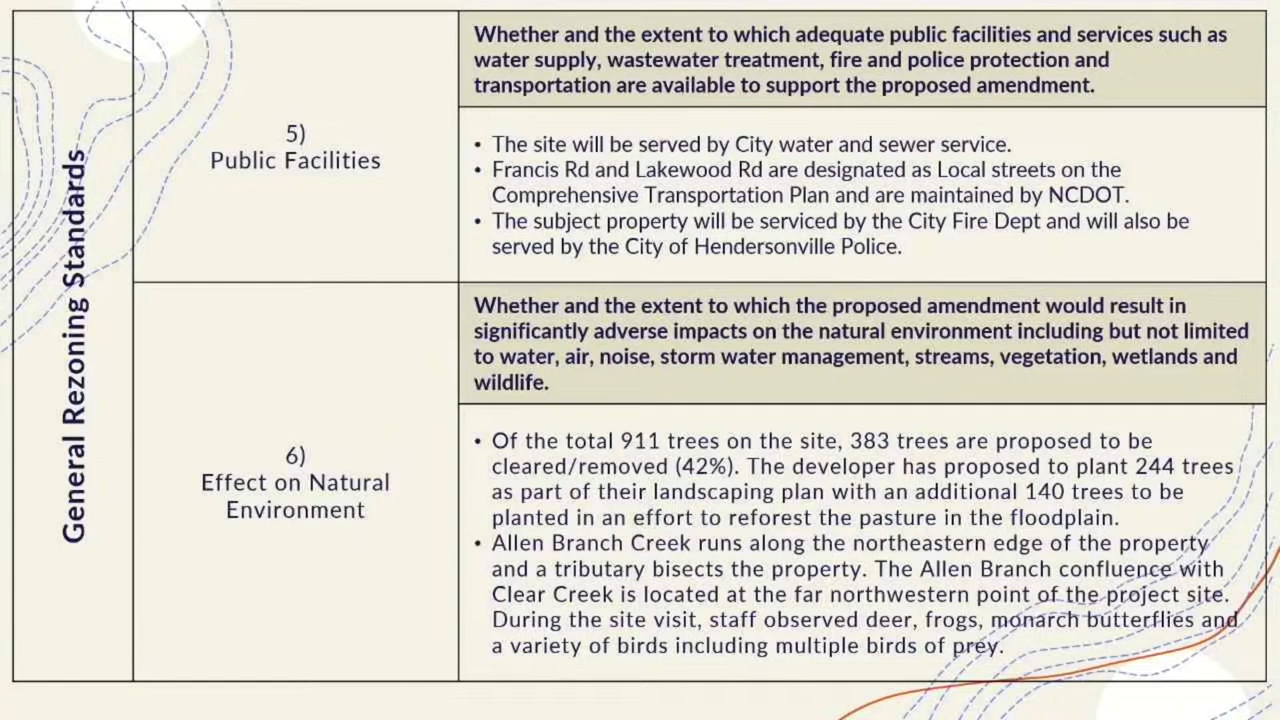 General Rezoning Standards
5)
Public Facilities
Whether and the extent to which adequate public facilities and services such as
water supply, wastewater treatment, fire and police protection and
transportation are available to support the proposed amendment.
• The site will be served by City water and sewer service.
• Francis Rd and Lakewood Rd are designated as Local streets on the
Comprehensive Transportation Plan and are maintained by NCDOT.
• The subject property will be serviced by the City Fire Dept and will also be
served by the City of Hendersonville Police.
6)
Effect on Natural
Environment
Whether and the extent to which the proposed amendment would result in
significantly adverse impacts on the natural environment including but not limited
to water, air, noise, storm water management, streams, vegetation, wetlands and
wildlife.
• Of the total 911 trees on the site, 383 trees are proposed to be
cleared/removed (42%). The developer has proposed to plant 244 trees
as part of their landscaping plan with an additional 140 trees to be
planted in an effort to reforest the pasture in the floodplain.
• Allen Branch Creek runs along the northeastern edge of the property
and a tributary bisects the property. The Allen Branch confluence with
Clear Creek is located at the far northwestern point of the project site.
During the site visit, staff observed deer, frogs, monarch butterflies and
a variety of birds including multiple birds of prey.